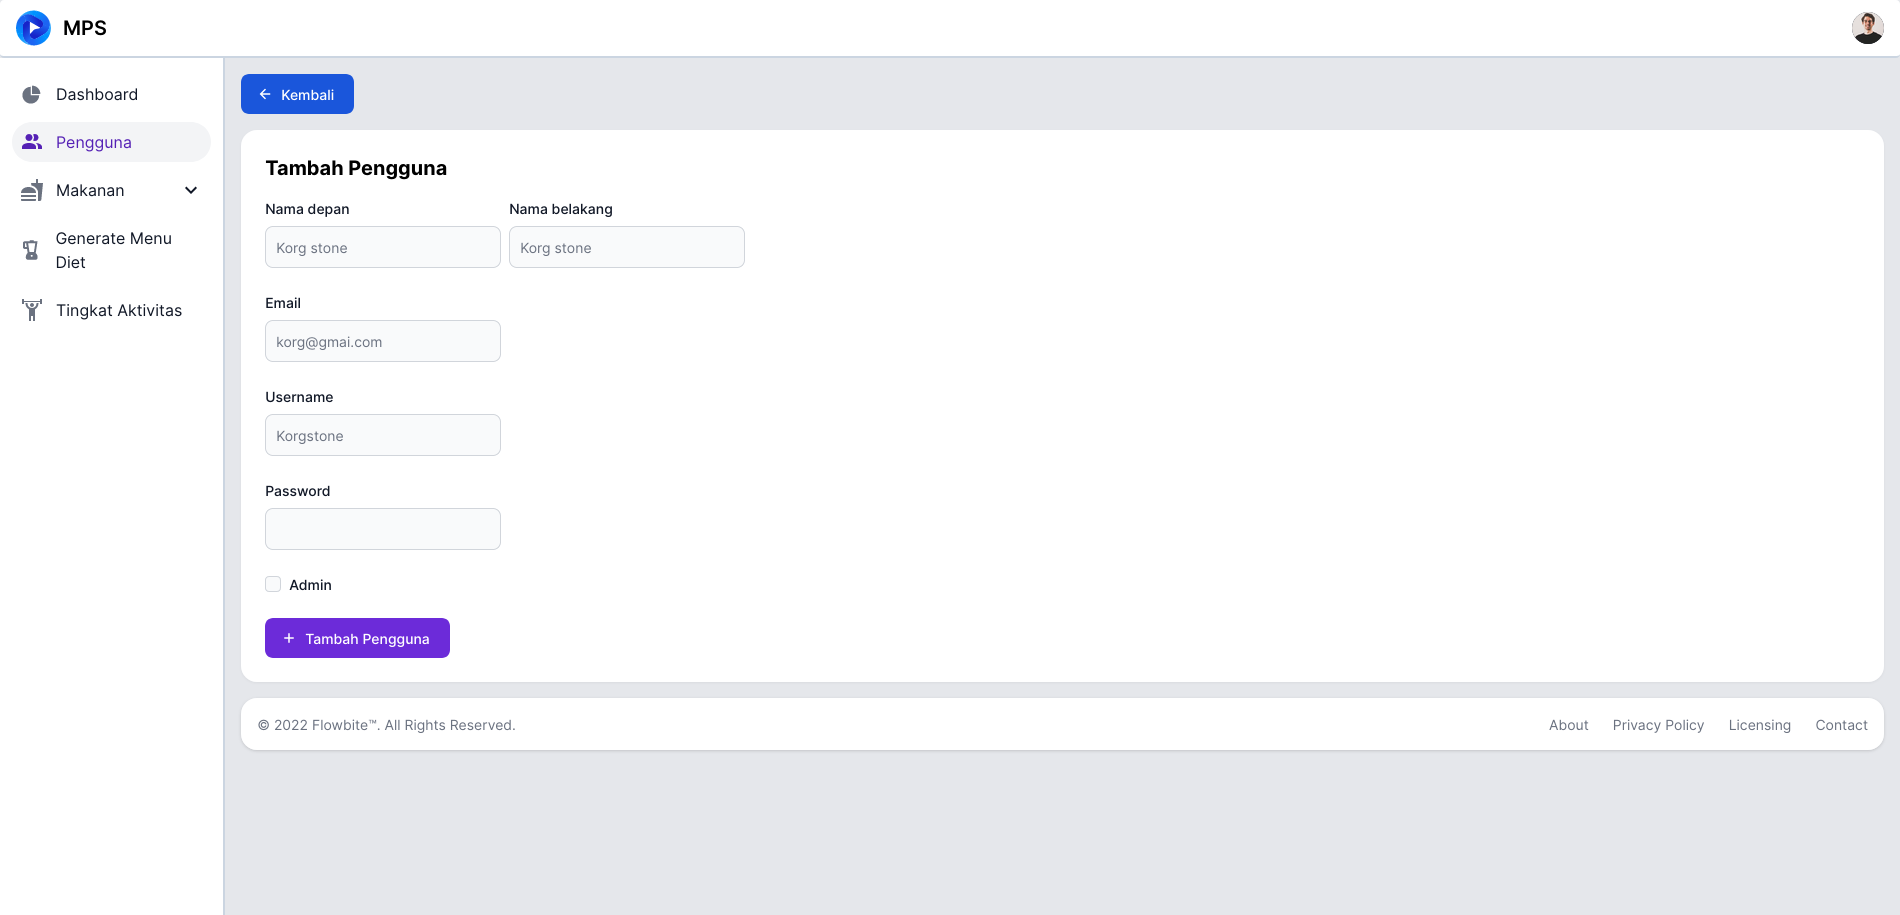 MPS
Dashboard
Pengguna
Makanan
Generate Menu
Diet
Tingkat Aktivitas
Kembali
Tambah Pengguna
Nama depan
Nama belakang
Korg stone
Korg stone
Email
korg@gmai.com
Username
Korgstone
Password
Admin
Tambah Pengguna
© 2022 Flowbite™. All Rights Reserved.
About
Privacy Policy
Licensing
Contact